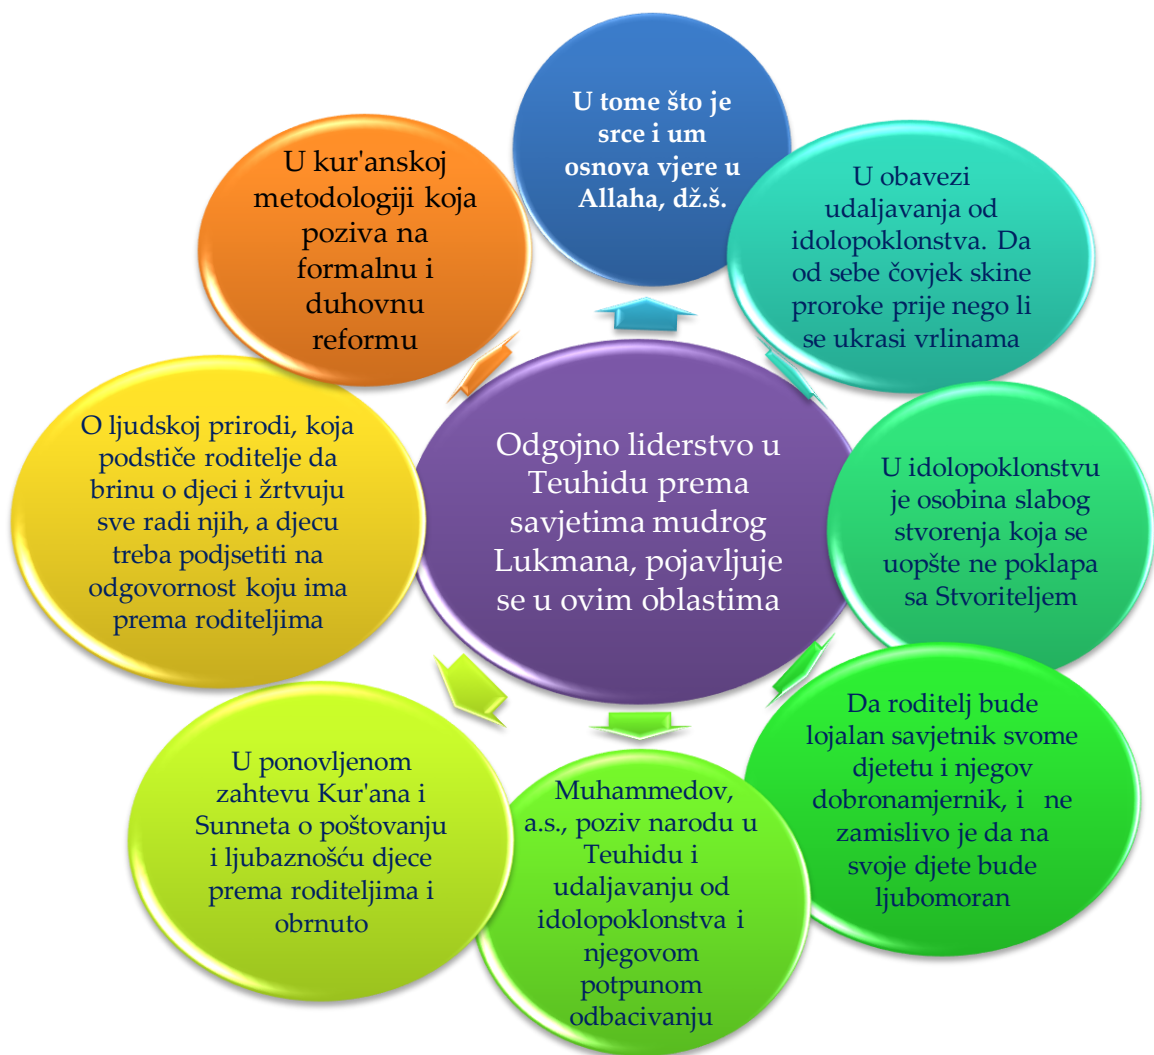 U tome što je
srce i um
osnova vjere u
Allaha, dž.š.
U obavezi
udaljavanja od
idolopoklonstva. Da
od sebe čovjek skine
proroke prije nego li
se ukrasi vrlinama
U idolopoklonstvu
je osobina slabog
stvorenja koja se
uopšte ne poklapa
sa Stvoriteljem
Da roditelj bude
lojalan savjetnik svome
djetetu i njegov
dobronamjernik, i ne
zamislivo je da na
svoje djete bude
ljubomoran
Muhammedov,
a.s., poziv narodu u
Teuhidu i
udaljavanju od
idolopoklonstva i
njegovom
potpunom
odbacivanju
U ponovljenom
zahtevu Kur'ana i
Sunneta o poštovanju
i ljubaznošću djece
prema roditeljima i
obrnuto
O ljudskoj prirodi, koja
podstiče roditelje da
brinu o djeci i žrtvuju
sve radi njih, a djecu
treba podjsetiti na
odgovornost koju ima
prema roditeljima
U kur'anskoj
metodologiji koja
poziva na
formalnu i
duhovnu
reformu
Odgojno liderstvo u
Teuhidu prema
savjetima mudrog
Lukmana, pojavljuje
se u ovim oblastima